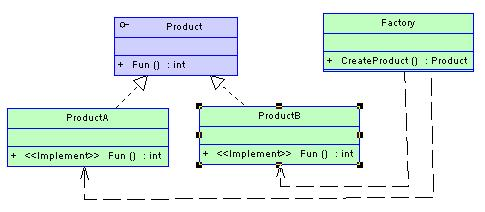 Product
Factory
+ Fun () : int
+ CreateProduct () : Product
ProductA
ProductB
+ <<Implement>> Fun () : int
+ <<Implement>> Fun () : int